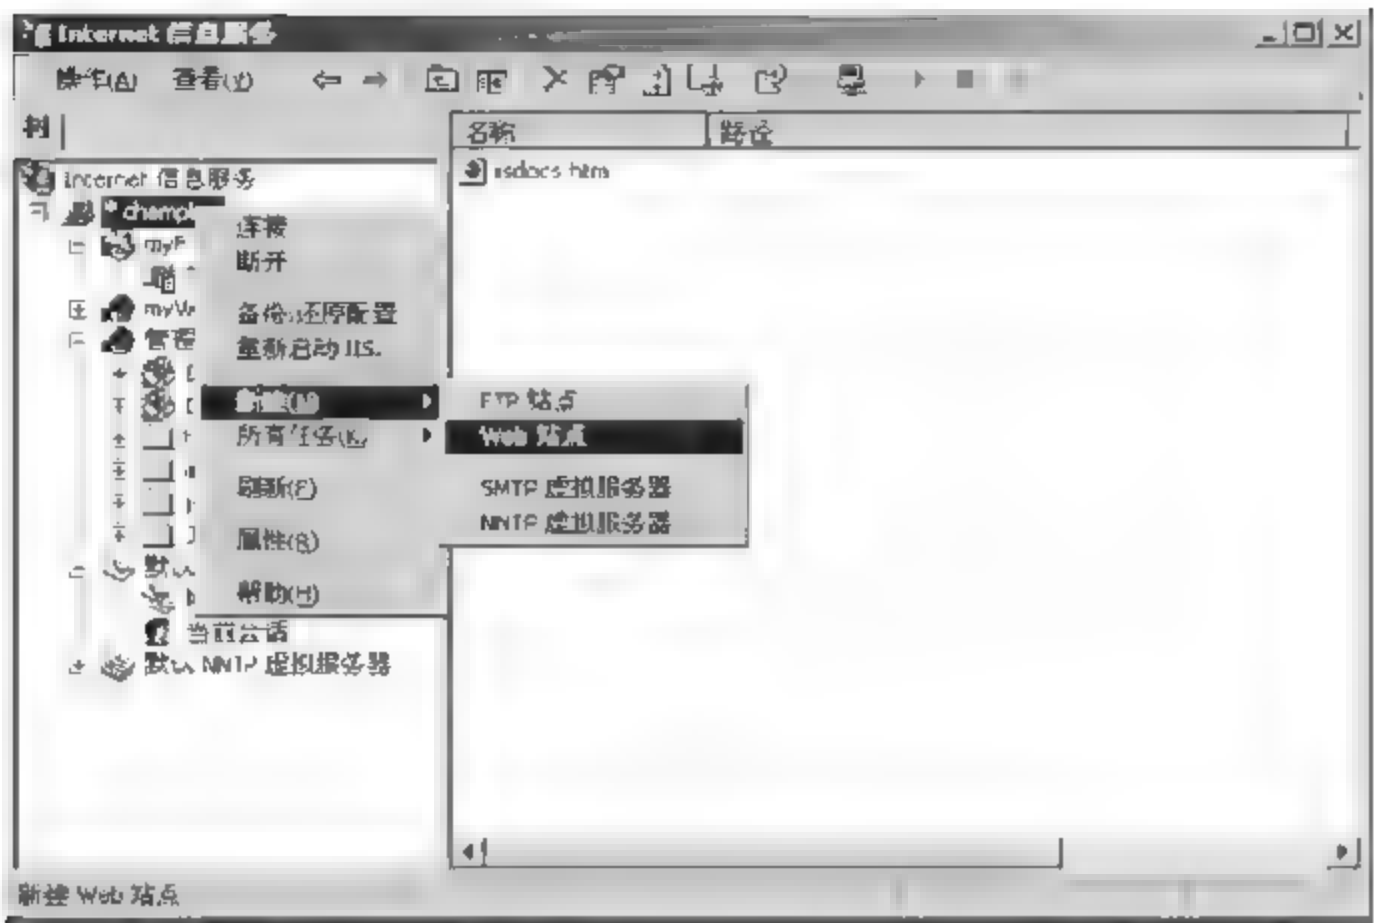 Internet 信息服务
操作(A) 查看(V)
树
名称 路径
Internet 信息服务
iisdocs.htm
连接
断开
备份/还原配置
重新启动 IIS.
管理
新建(N)
FTP 站点
所有任务(K)
Web 站点
刷新(F)
SMTP 虚拟服务器
NNTP 虚拟服务器
属性(R)
默认
帮助(H)
当前会话
默认 NNTP 虚拟服务器
新建 Web 站点